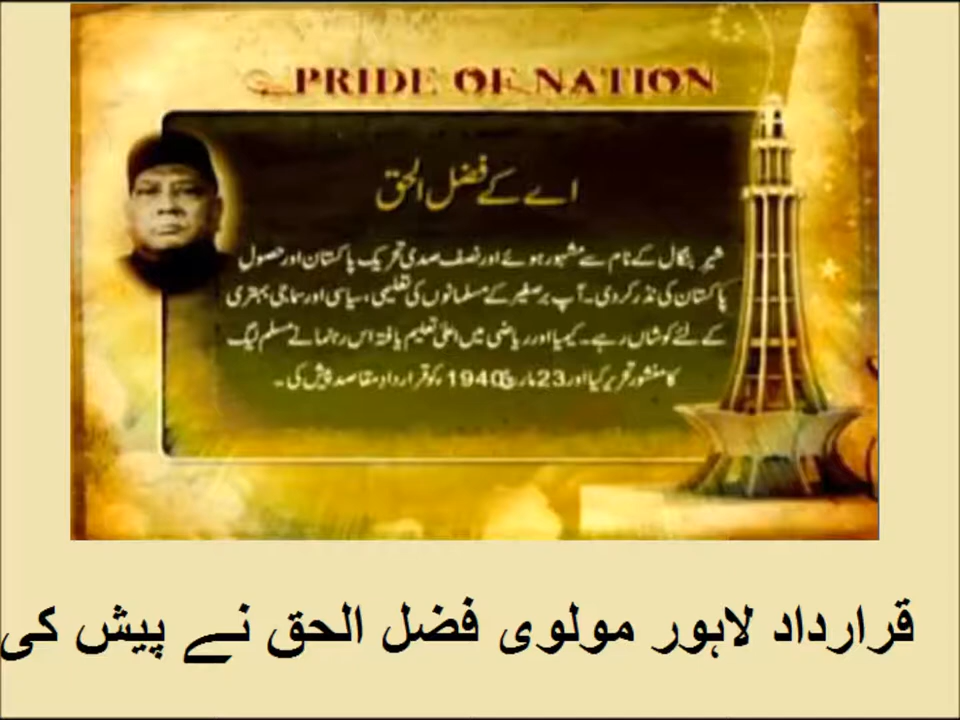 PRIDE OF NATION
اے کے فضل الحق
شیرِ بنگال کے نام سے مشہور ہوئے اور نصف صدی تحریک پاکستان اور حصول
پاکستان کی نذر کر دی۔ آپ برصغیر کے مسلمانوں کی تعلیمی، سیاسی اور سماجی بہتری
کے لئے کوشاں رہے۔ کیمیا اور ریاضی میں اعلیٰ تعلیم یافتہ اس رہنما نے مسلم لیگ
کا منشور تحریر کیا اور 23 مارچ 1940ء کو قراردادِ مقاصد پیش کی۔
قرارداد لاہور مولوی فضل الحق نے پیش کی